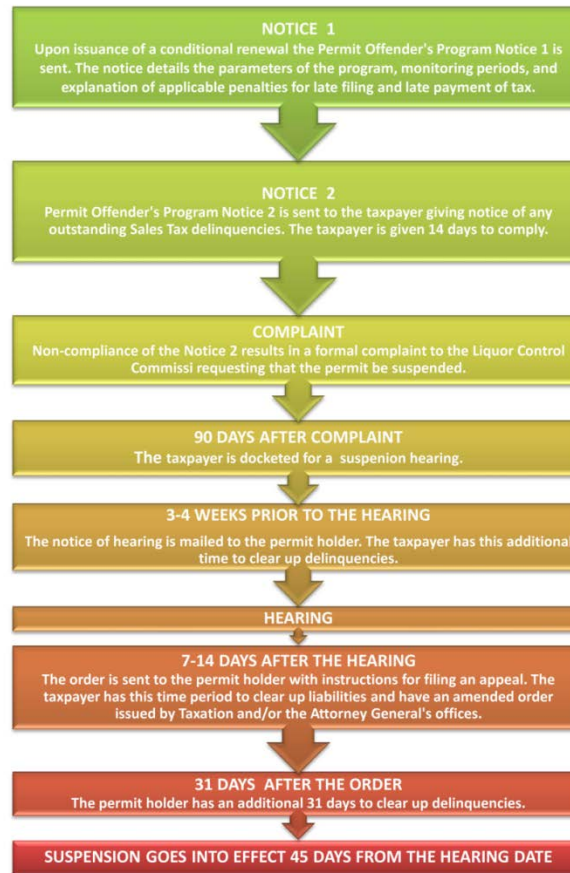 NOTICE 1
Upon issuance of a conditional renewal the Permit Offender's Program Notice 1 is
sent. The notice details the parameters of the program, monitoring periods, and
explanation of applicable penalties for late filing and late payment of tax.
NOTICE 2
Permit Offender's Program Notice 2 is sent to the taxpayer giving notice of any
outstanding Sales Tax delinquencies. The taxpayer is given 14 days to comply.
COMPLAINT
Non-compliance of the Notice 2 results in a formal complaint to the Liquor Control
Commissi requesting that the permit be suspended.
90 DAYS AFTER COMPLAINT
The taxpayer is docketed for a suspenion hearing.
3-4 WEEKS PRIOR TO THE HEARING
The notice of hearing is mailed to the permit holder. The taxpayer has this additional
time to clear up delinquencies.
HEARING
7-14 DAYS AFTER THE HEARING
The order is sent to the permit holder with instructions for filing an appeal. The
taxpayer has this time period to clear up liabilities and have an amended order
issued by Taxation and/or the Attorney General's offices.
31 DAYS AFTER THE ORDER
The permit holder has an additional 31 days to clear up delinquencies.
SUSPENSION GOES INTO EFFECT 45 DAYS FROM THE HEARING DATE